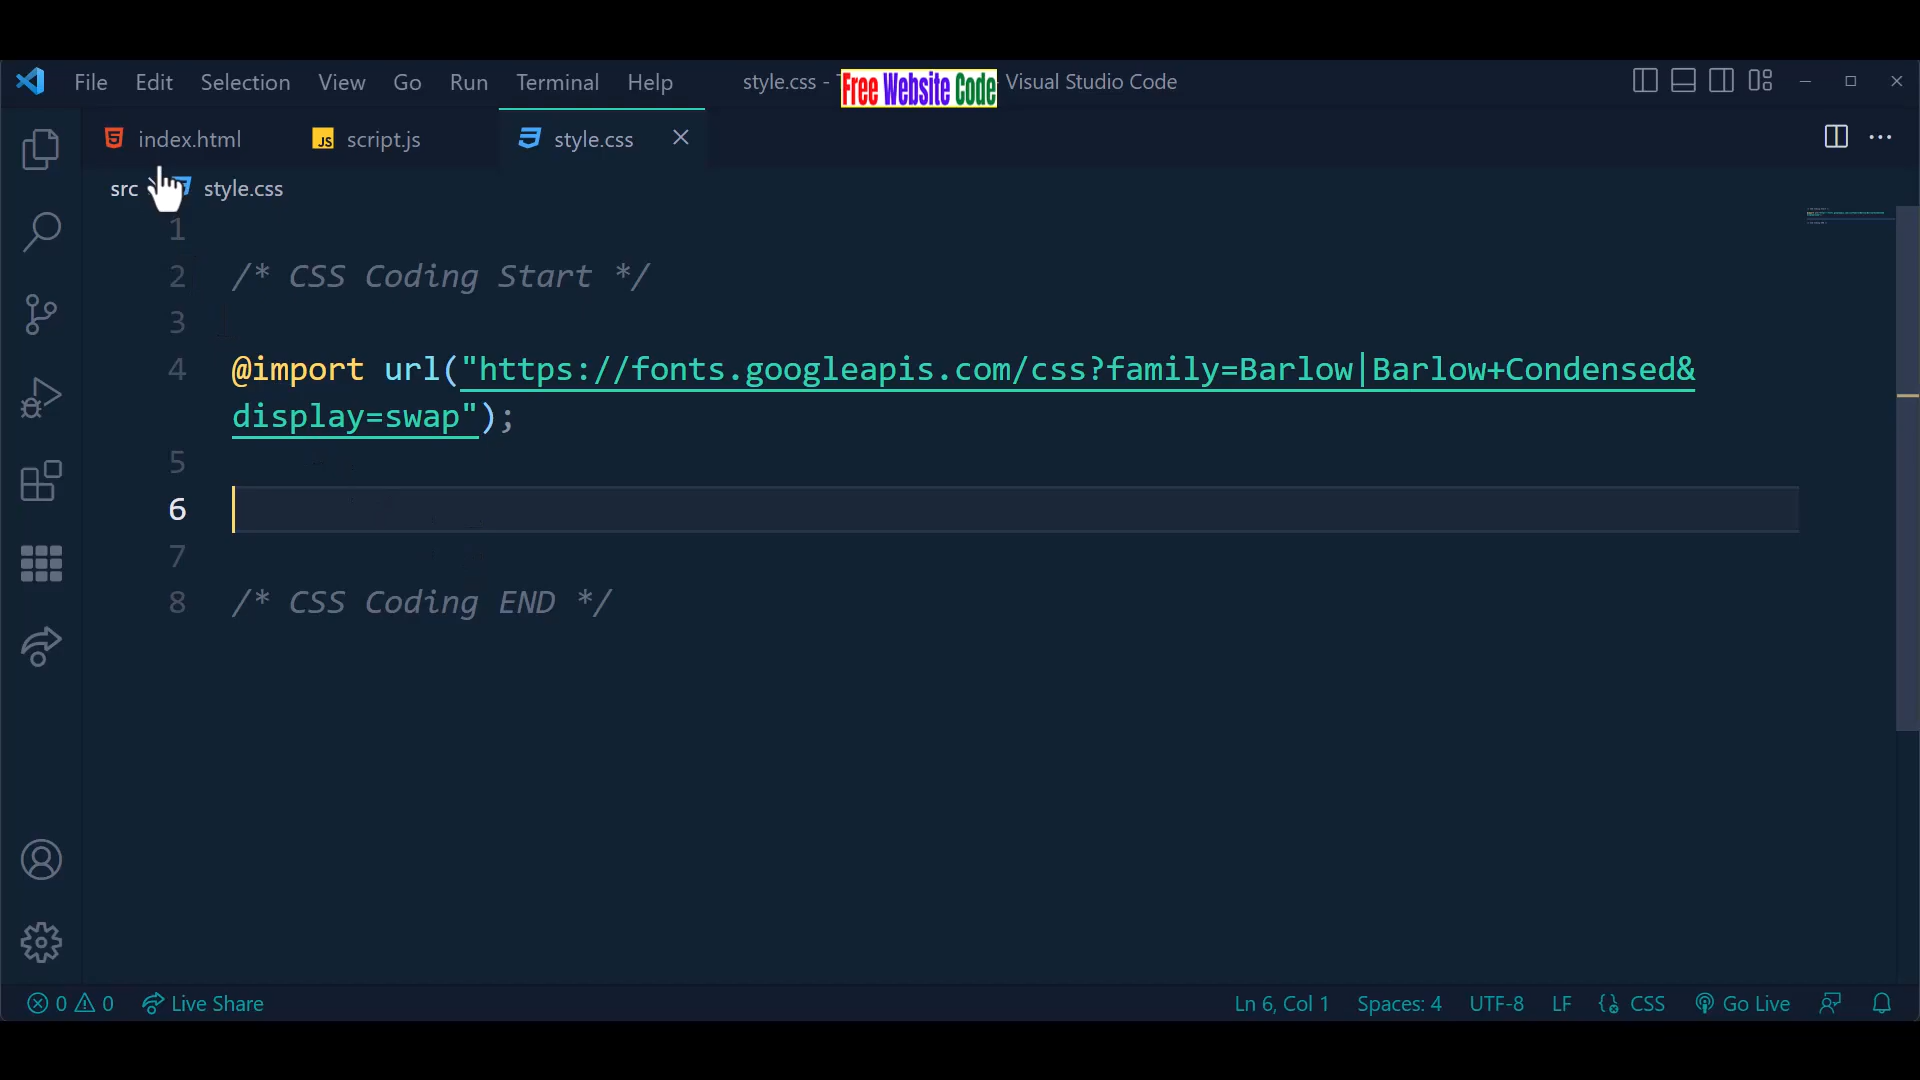 File Edit Selection View Go Run Terminal Help style.css - Free Website Code Visual Studio Code
index.html JS script.js style.css
src style.css
1
2 /* CSS Coding Start */
3
4 @import url("https://fonts.googleapis.com/css?family=Barlow|Barlow+Condensed&
display=swap");
5
6
7
8 /* CSS Coding END */
0 0 Live Share Ln 6, Col 1 Spaces: 4 UTF-8 LF CSS Go Live